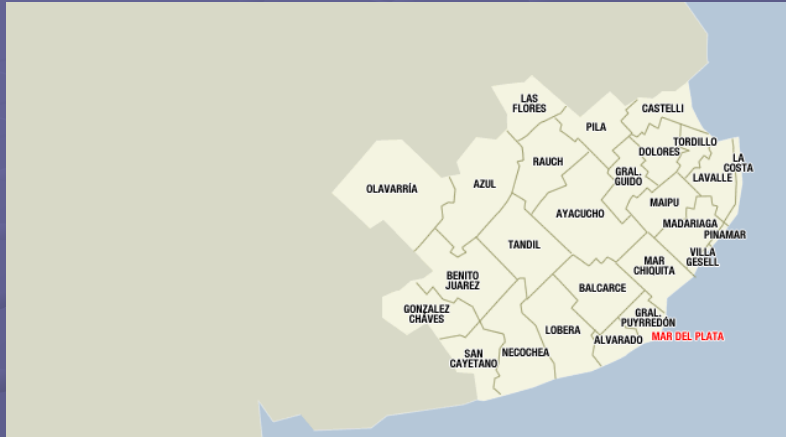 LAS
FLORES
CASTELLI
PILA
TORDILLO
DOLORES
LA
COSTA
RAUCH
GRAL.
GUIDO
LAVALLE
OLAVARRÍA
AZUL
MAIPU
AYACUCHO
MADARIAGA
PINAMAR
TANDIL
VILLA
GESELL
MAR
CHIQUITA
BENITO
JUAREZ
BALCARCE
GONZALEZ
CHÁVES
GRAL.
PUYRREDÓN
LOBERA
ALVARADO
MAR DEL PLATA
SAN
CAYETANO
NECOCHEA